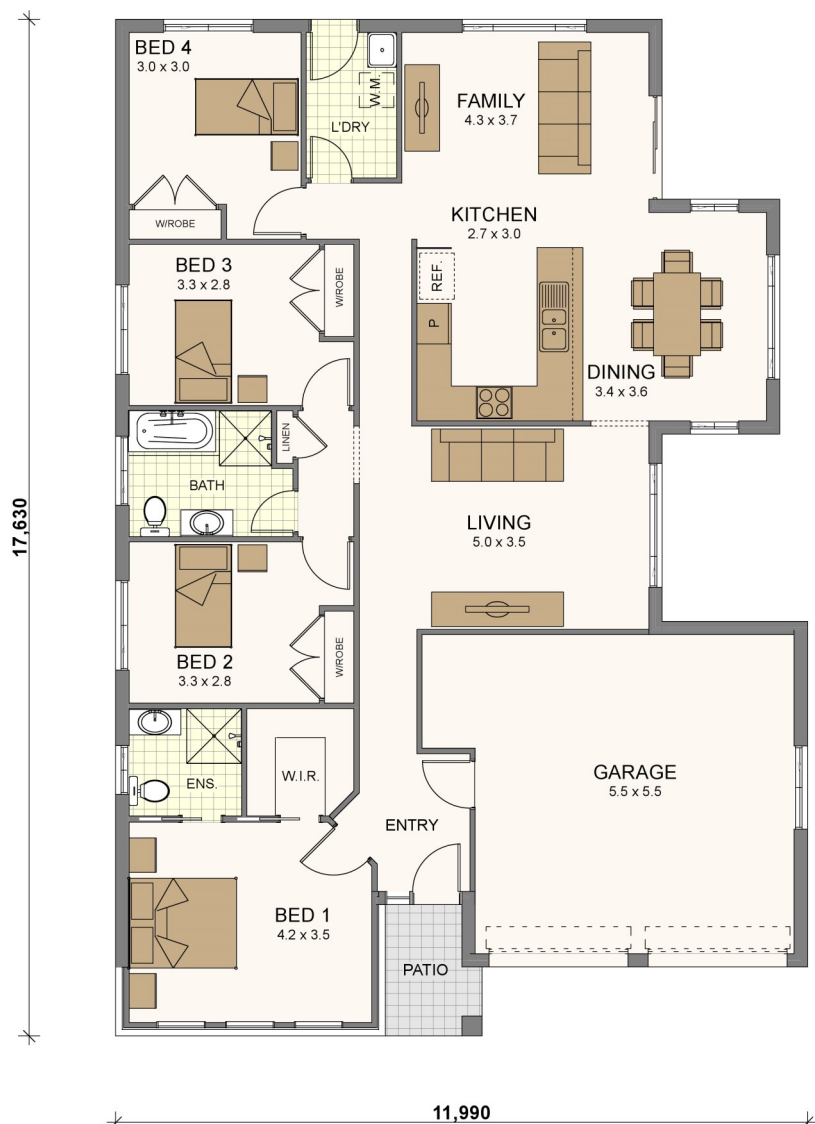 BED 4
3.0 x 3.0
W.M.
L'DRY
FAMILY
4.3 x 3.7
W/ROBE
KITCHEN
2.7 x 3.0
BED 3
3.3 x 2.8
W/ROBE
REF.
P
DINING
3.4 x 3.6
LINEN
BATH
LIVING
5.0 x 3.5
17,630
BED 2
3.3 x 2.8
W/ROBE
ENS.
W.I.R.
GARAGE
5.5 x 5.5
ENTRY
BED 1
4.2 x 3.5
PATIO
11,990